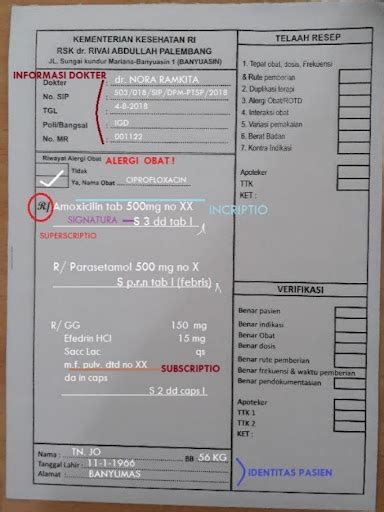 KEMENTERIAN KESEHATAN RI
RSK dr. RIVAI ABDULLAH PALEMBANG
JL. Sungai kundur Mariana-Banyuasin 1 (BANYUASIN)
INFORMASI DOKTER
Dokter : dr. NORA RAMKITA
No. SIP : 503/018/SIP/DPM-PTSP/2018
TGL : 4-8-2018
Poli/Bangsal : IGD
No. MR : 001122
Riwayat Alergi Obat ALERGI OBAT !
Tidak
Ya, Nama Obat CIPROFLOXACIN
R/ Amoxicilin tab 500mg no XX INCRIPTIO
SIGNATURA S 3 dd tab I
SUPERSCRIPTIO
R/ Parasetamol 500 mg no X
S p.r.n tab I (febris)
R/ GG 150 mg
Efedrin HCl 15 mg
Sacc Lac qs
m.f. pulv. dtd no XX SUBSCRIPTIO
da in caps
S 2 dd caps I
Nama : TN. JO BB 56 KG
Tanggal Lahir : 11-1-1966
Alamat : BANYUMAS
IDENTITAS PASIEN
TELAAH RESEP
1. Tepat obat, dosis, Frekuensi
& Rute pemberian
2. Duplikasi terapi
3. Alergi Obat/ROTD
4. Interaksi obat
5. Variasi pemakaian
6. Berat Badan
7. Kontra Indikasi
Apoteker
TTK
KET :
VERIFIKASI
Benar pasien
Benar indikasi
Benar Obat
Benar dosis
Benar rute pemberian
Benar frekuensi & waktu pemberian
Benar pendokumentasian
Apoteker
TTK 1
TTK 2
KET :